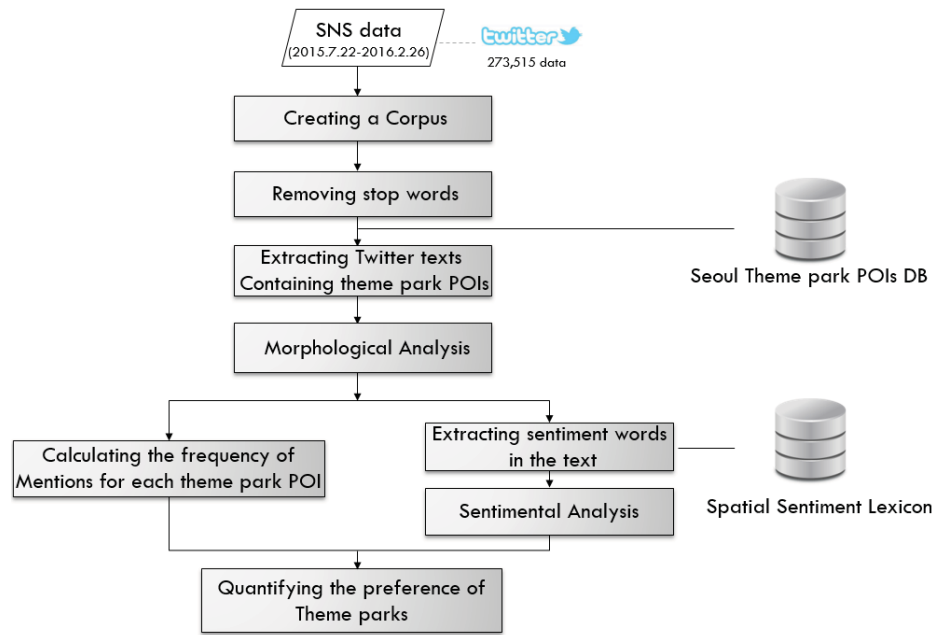 SNS data
(2015.7.22-2016.2.26)
twitter
273,515 data
Creating a Corpus
Removing stop words
Extracting Twitter texts
Containing theme park POIs
Seoul Theme park POIs DB
Morphological Analysis
Calculating the frequency of
Mentions for each theme park POI
Extracting sentiment words
in the text
Sentimental Analysis
Spatial Sentiment Lexicon
Quantifying the preference of
Theme parks